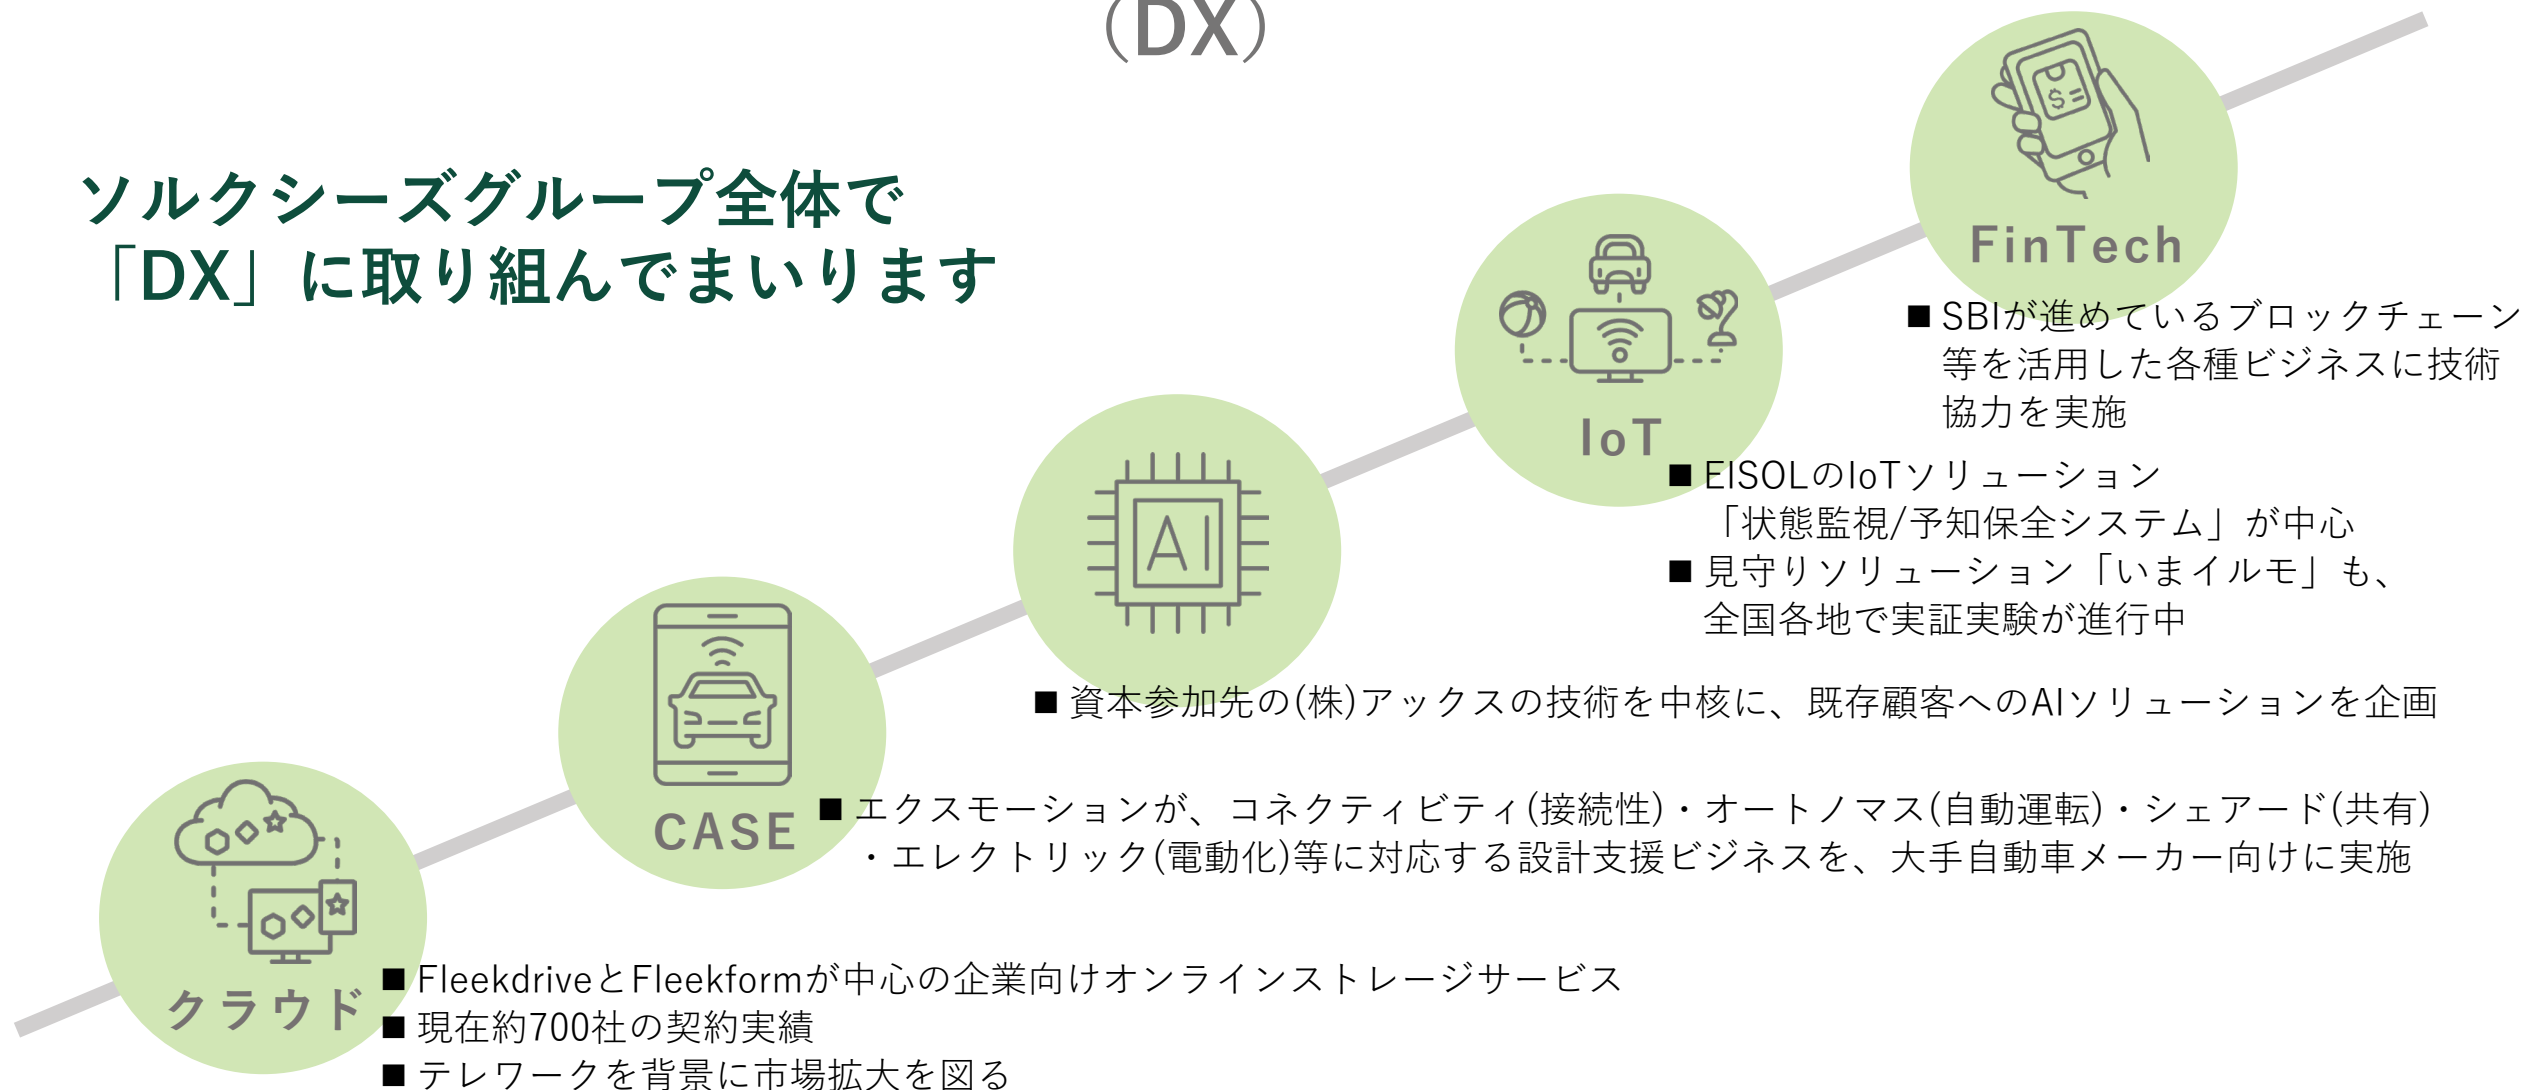 （DX）
ソルクシーズグループ全体で
「DX」に取り組んでまいります
FinTech
■ SBIが進めているブロックチェーン
等を活用した各種ビジネスに技術
協力を実施
IoT
■ EISOLのIoTソリューション
「状態監視/予知保全システム」が中心
■ 見守りソリューション「いまイルモ」も、
全国各地で実証実験が進行中
AI
■ 資本参加先の(株)アックスの技術を中核に、既存顧客へのAIソリューションを企画
CASE
■ エクスモーションが、コネクティビティ(接続性)・オートノマス(自動運転)・シェアード(共有)
・エレクトリック(電動化)等に対応する設計支援ビジネスを、大手自動車メーカー向けに実施
クラウド
■ FleekdriveとFleekformが中心の企業向けオンラインストレージサービス
■ 現在約700社の契約実績
■ テレワークを背景に市場拡大を図る